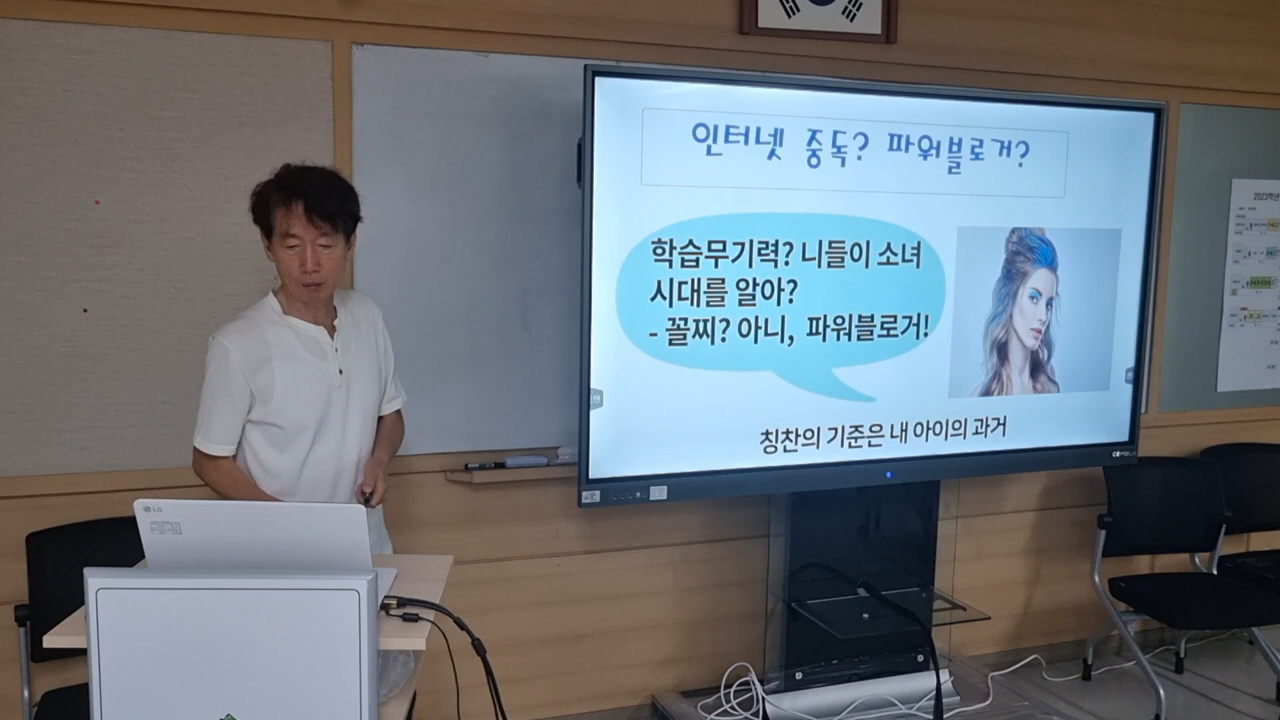 인터넷 중독? 파워블로거?
학습무기력? 니들이 소녀
시대를 알아?
- 꼴찌? 아니, 파워블로거!
칭찬의 기준은 내 아이의 과거
LG